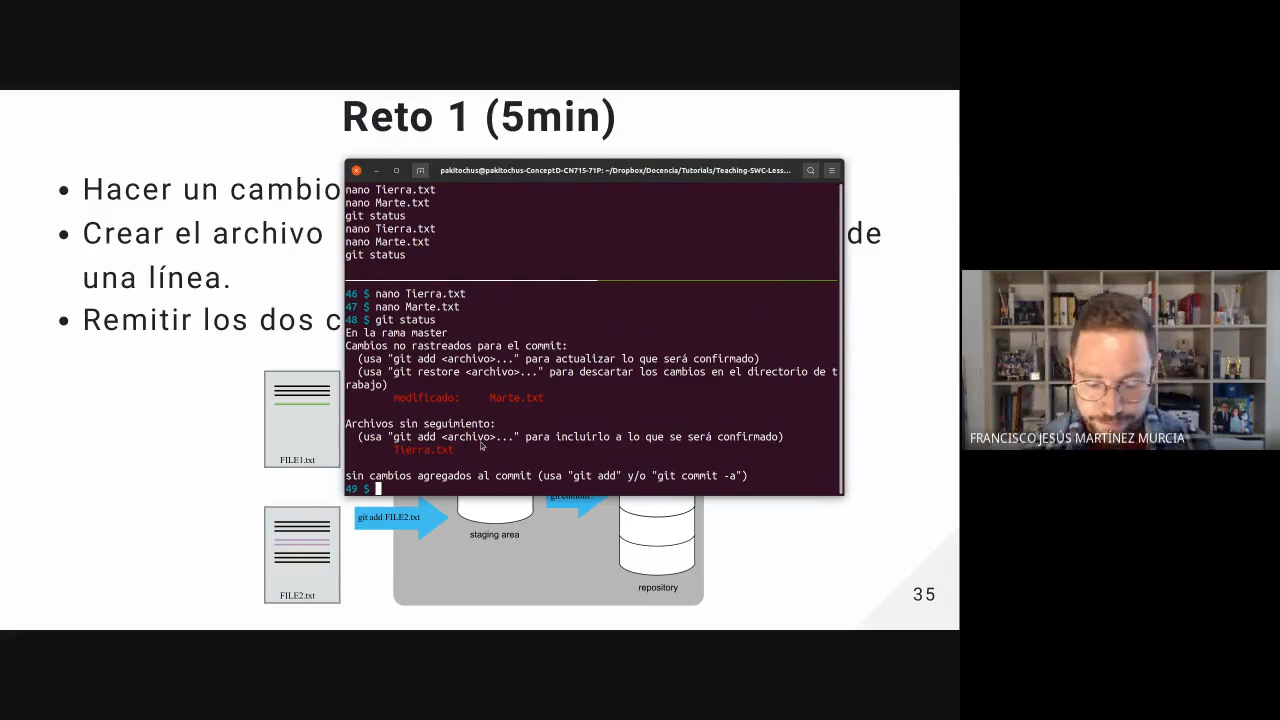 Reto 1 (5min)
Hacer un cambio
Crear el archivo
de
una línea.
Remitir los dos c
pakitochus@pakitochus-ConceptD-CN715-71P: ~/Dropbox/Docencia/Tutorials/Teaching-SWC-Less...
nano Tierra.txt
nano Marte.txt
git status
nano Tierra.txt
nano Marte.txt
git status
46 $ nano Tierra.txt
47 $ nano Marte.txt
48 $ git status
En la rama master
Cambios no rastreados para el commit:
(usa "git add <archivo>..." para actualizar lo que será confirmado)
(usa "git restore <archivo>..." para descartar los cambios en el directorio de t
rabajo)
modificado: Marte.txt
Archivos sin seguimiento:
(usa "git add <archivo>..." para incluirlo a lo que se será confirmado)
Tierra.txt
sin cambios agregados al commit (usa "git add" y/o "git commit -a")
49 $
FILE1.txt
git add FILE2.txt
git commit
staging area
repository
FILE2.txt
35
FRANCISCO JESÚS MARTÍNEZ MURCIA